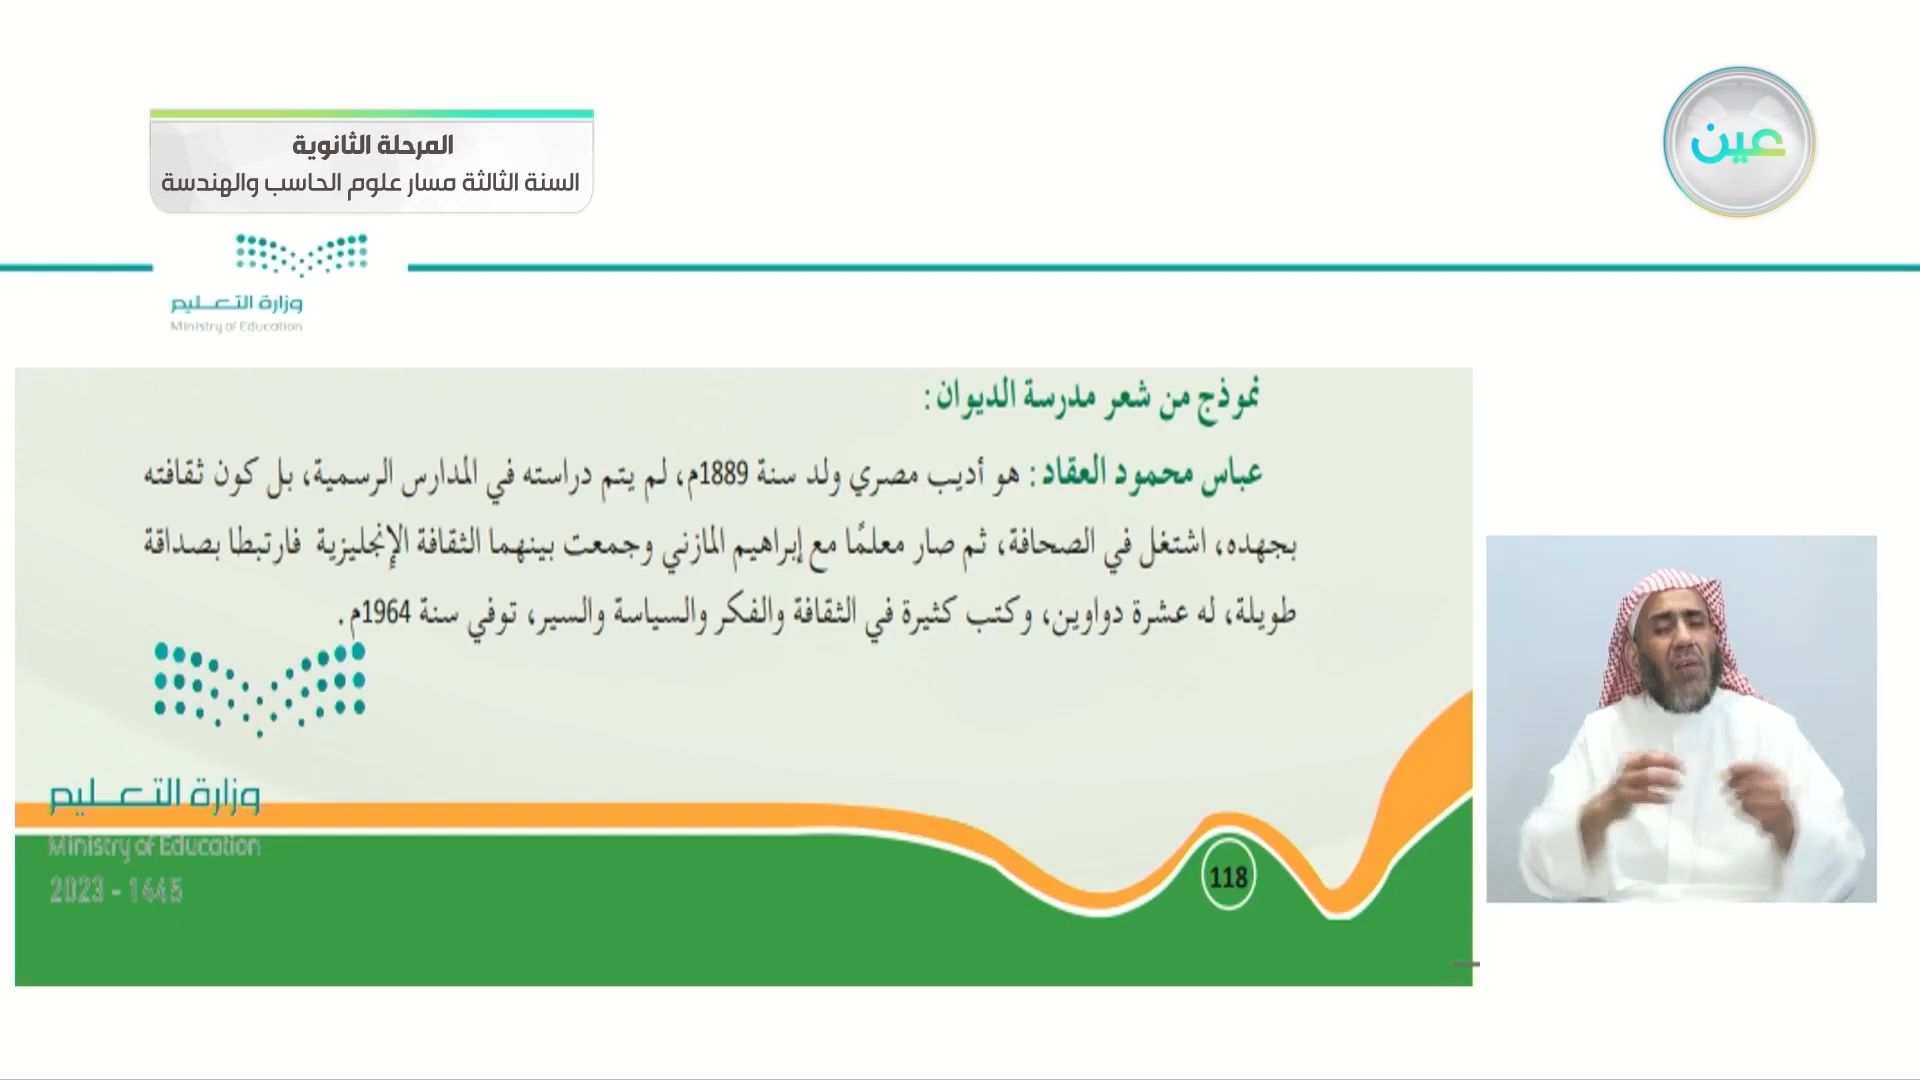 المرحلة الثانوية
السنة الثالثة مسار علوم الحاسب والهندسة
عين
وزارة التعليم
Ministry of Education
نموذج من شعر مدرسة الديوان:
عباس محمود العقاد: هو أديب مصري ولد سنة 1889م، لم يتم دراسته في المدارس الرسمية، بل كون ثقافته
بجهده، اشتغل في الصحافة، ثم صار معلمًا مع إبراهيم المازني وجمعت بينهما الثقافة الإنجليزية فارتبطا بصداقة
طويلة، له عشرة دواوين، وكتب كثيرة في الثقافة والفكر والسياسة والسير، توفي سنة 1964م.
وزارة التعليم
Ministry of Education
2023 - 1445
118